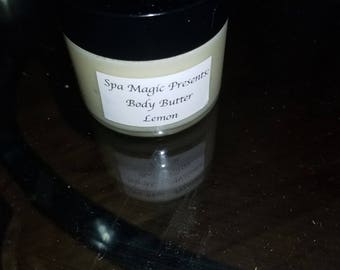 Spa Magic Presents:
Body Butter
Lemon